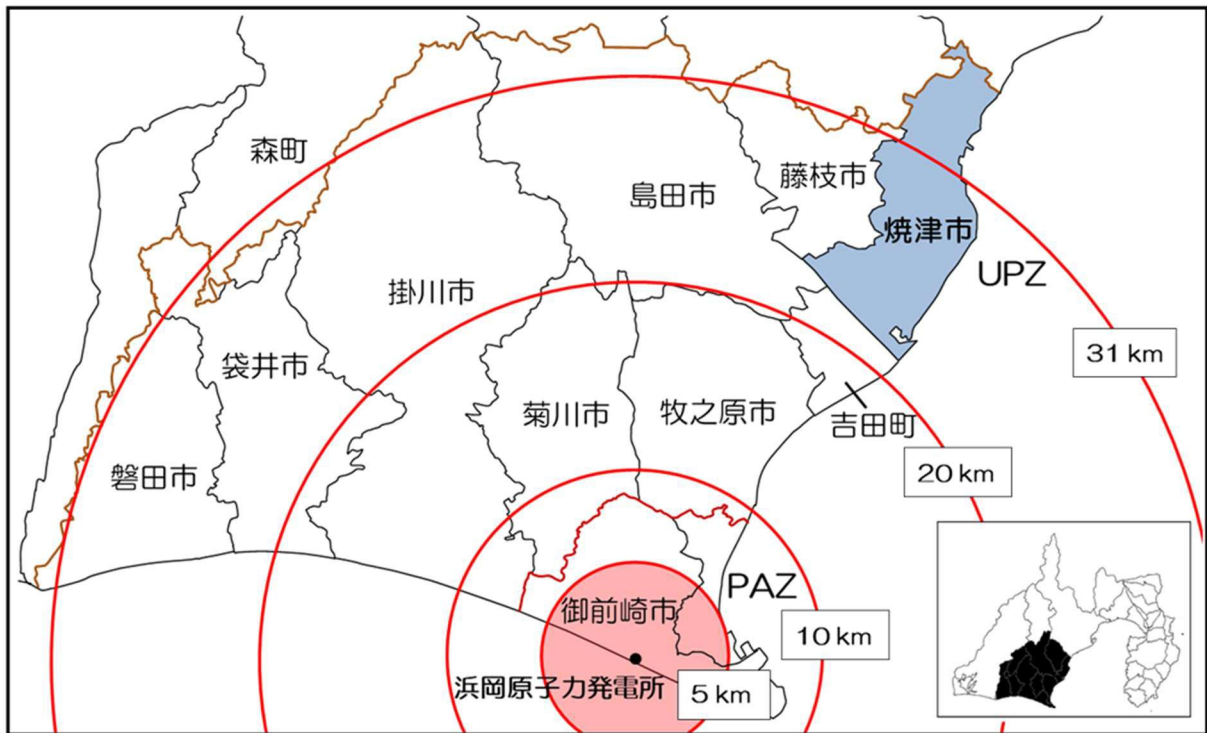 森町
藤枝市
島田市
焼津市
UPZ
掛川市
31 km
袋井市
菊川市
牧之原市
吉田町
磐田市
20 km
PAZ
御前崎市
10 km
浜岡原子力発電所
5 km